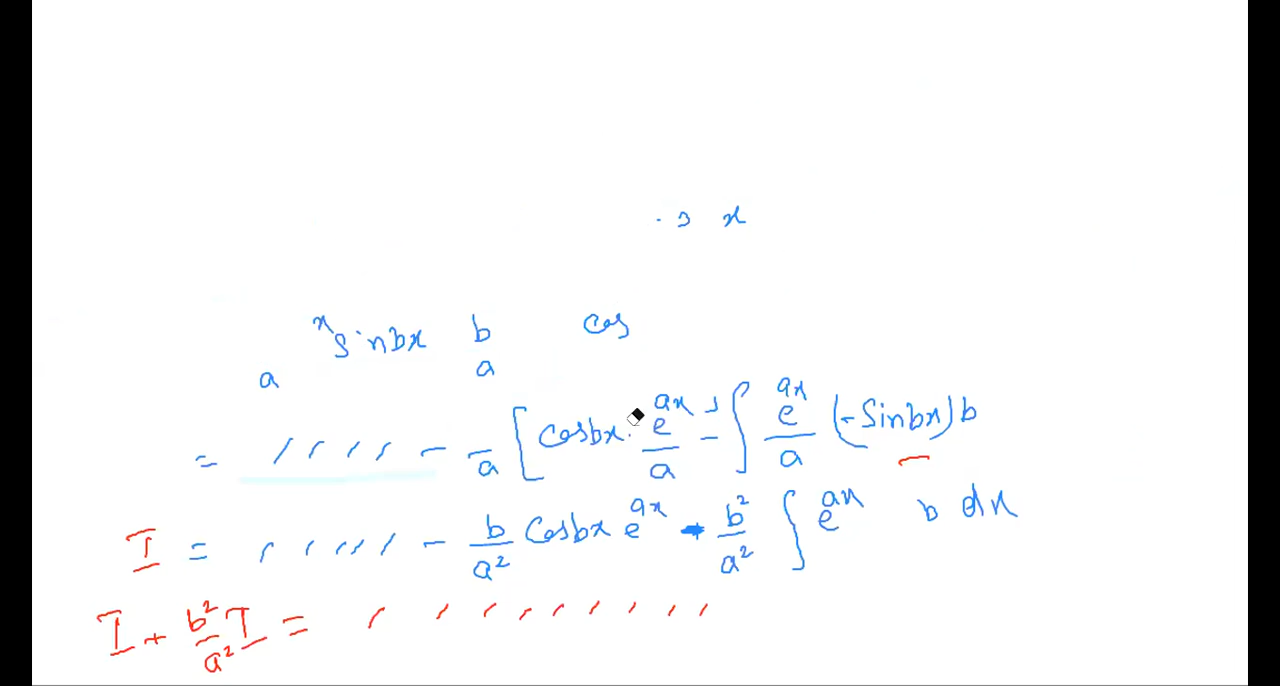 x
x sinbx b/a cos
a
= ′ ′ ′ ′ - /a [ cosbx · e^ax/a - ∫ e^ax/a (-Sinbx) b
I = ′ ′ ′ ′ ′ - b/a² Cosbx e^ax - b²/a² ∫ e^ax b dx
I + b²/a² I = ′ ′ ′ ′ ′ ′ ′ ′ ′